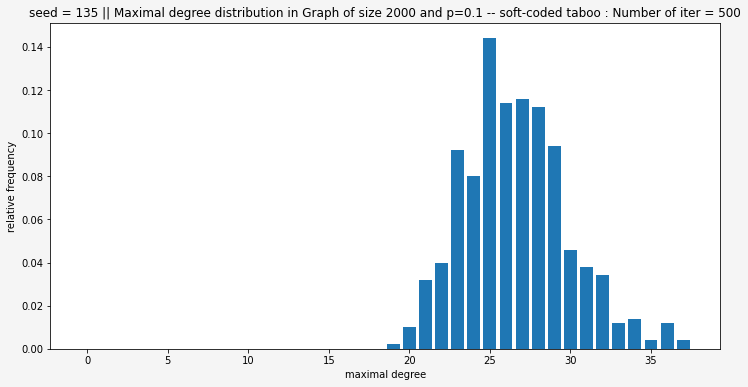 seed = 135 || Maximal degree distribution in Graph of size 2000 and p=0.1 -- soft-coded taboo : Number of iter = 500
relative frequency
0.14
0.12
0.10
0.08
0.06
0.04
0.02
0.00
0 5 10 15 20 25 30 35
maximal degree